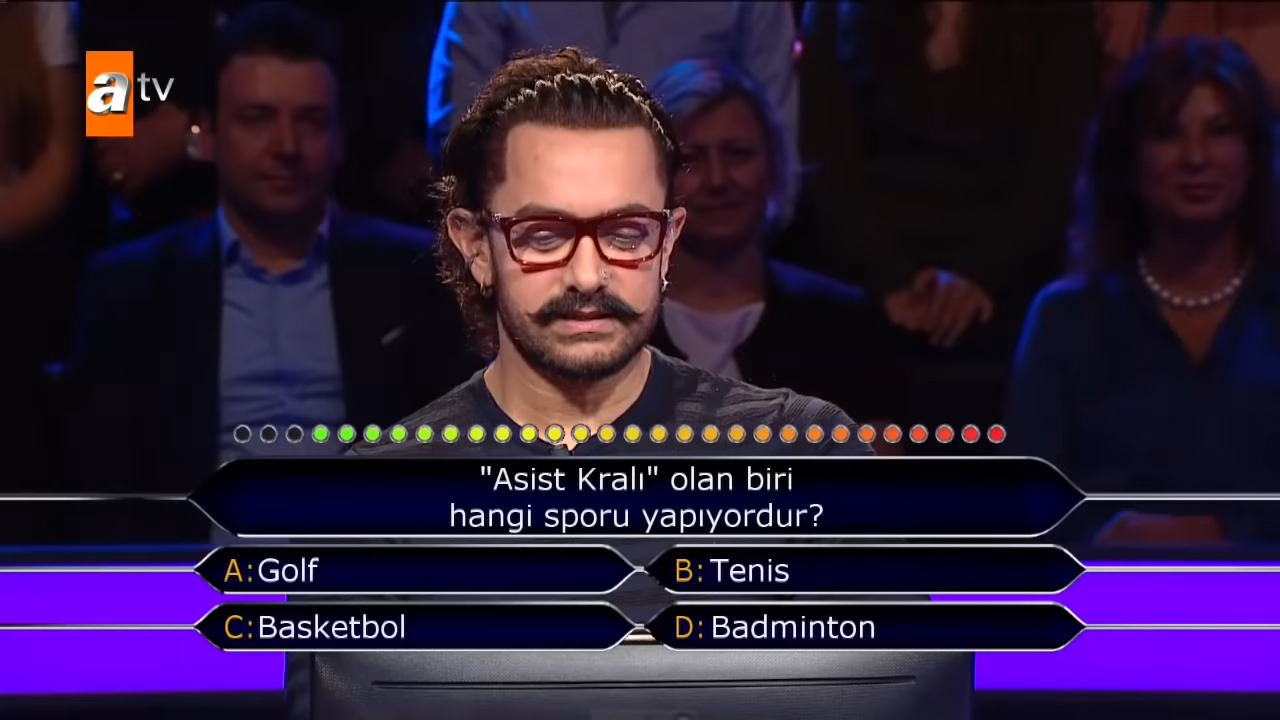 atv
"Asist Kralı" olan biri
hangi sporu yapıyordur?
A: Golf
B: Tenis
C: Basketbol
D: Badminton